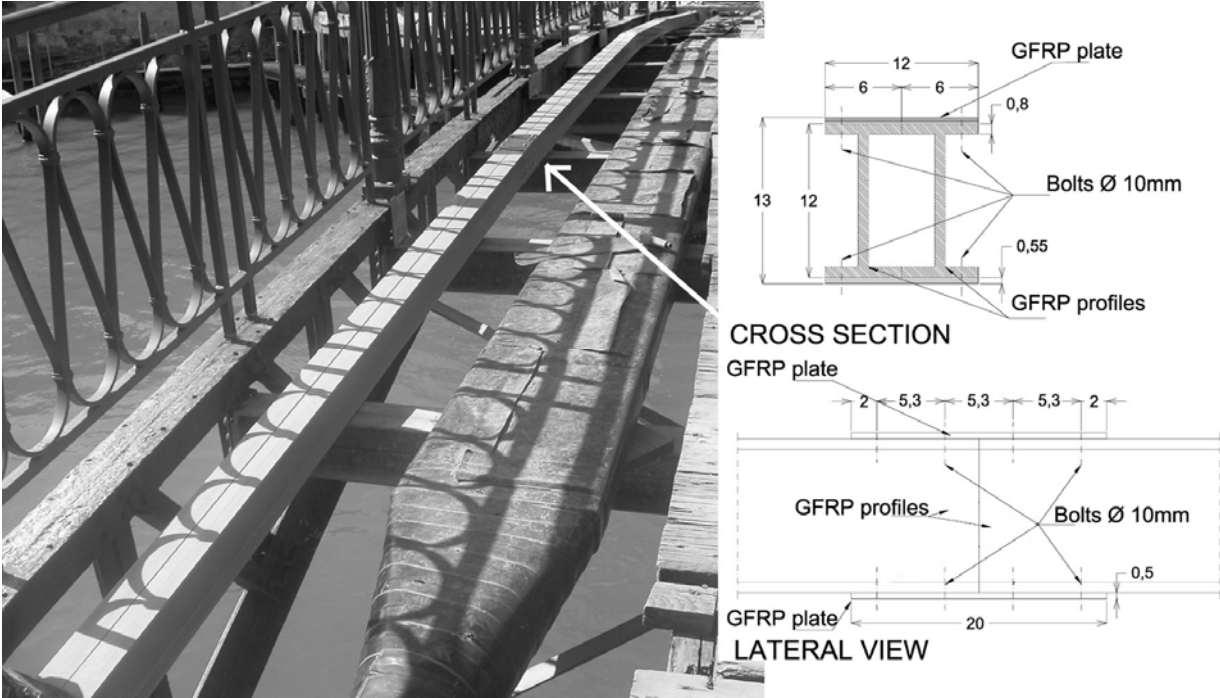 GFRP plate
12
6 6
0,8
13
12
Bolts Ø 10mm
0,55
GFRP profiles
CROSS SECTION
GFRP plate
2 5,3 5,3 5,3 2
GFRP profiles
Bolts Ø 10mm
0,5
GFRP plate
20
LATERAL VIEW